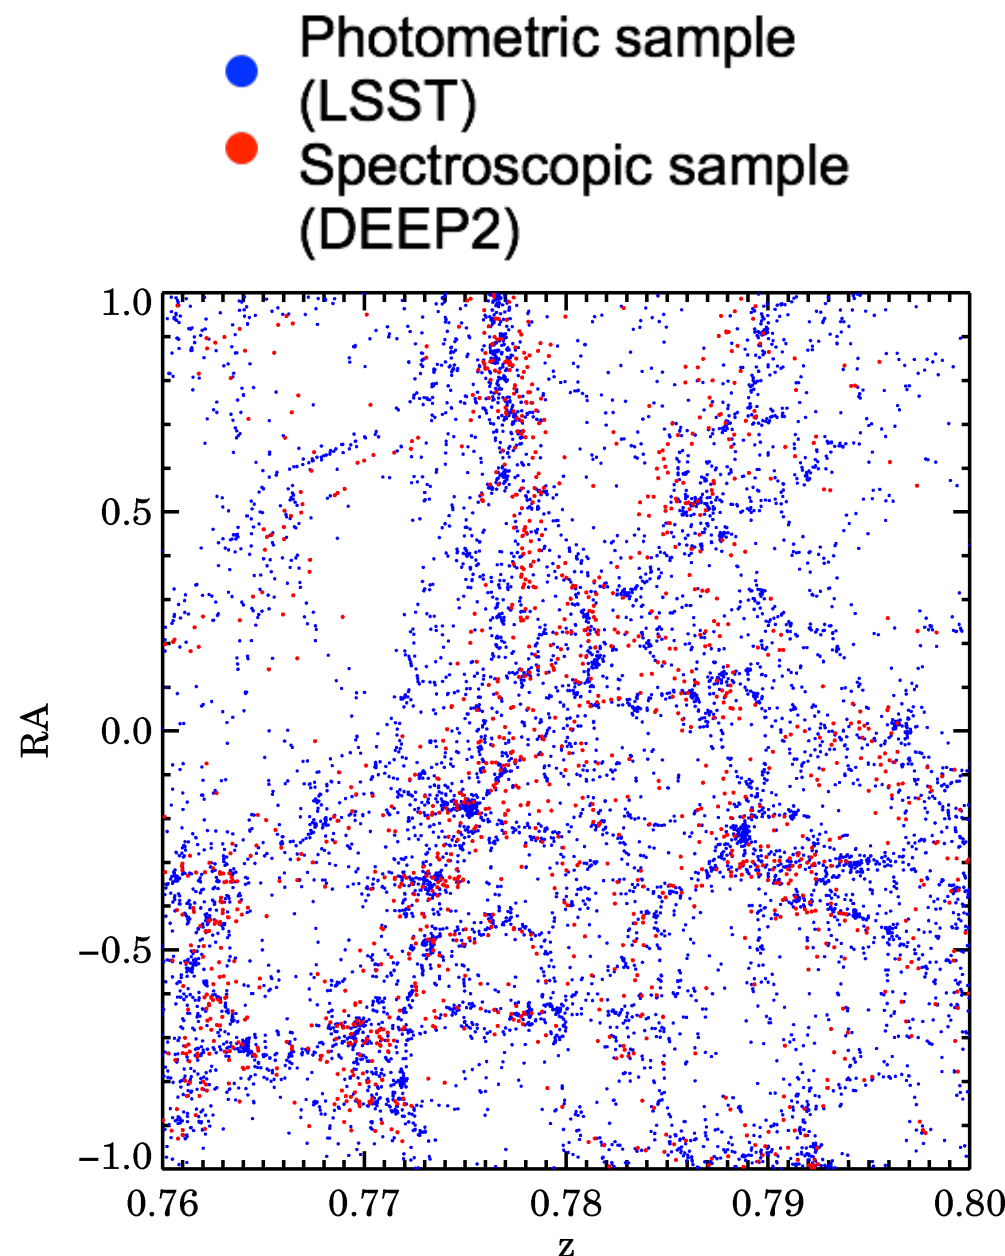 Photometric sample
(LSST)
Spectroscopic sample
(DEEP2)
1.0
0.5
0.0
−0.5
−1.0
RA
0.76 0.77 0.78 0.79 0.80
z